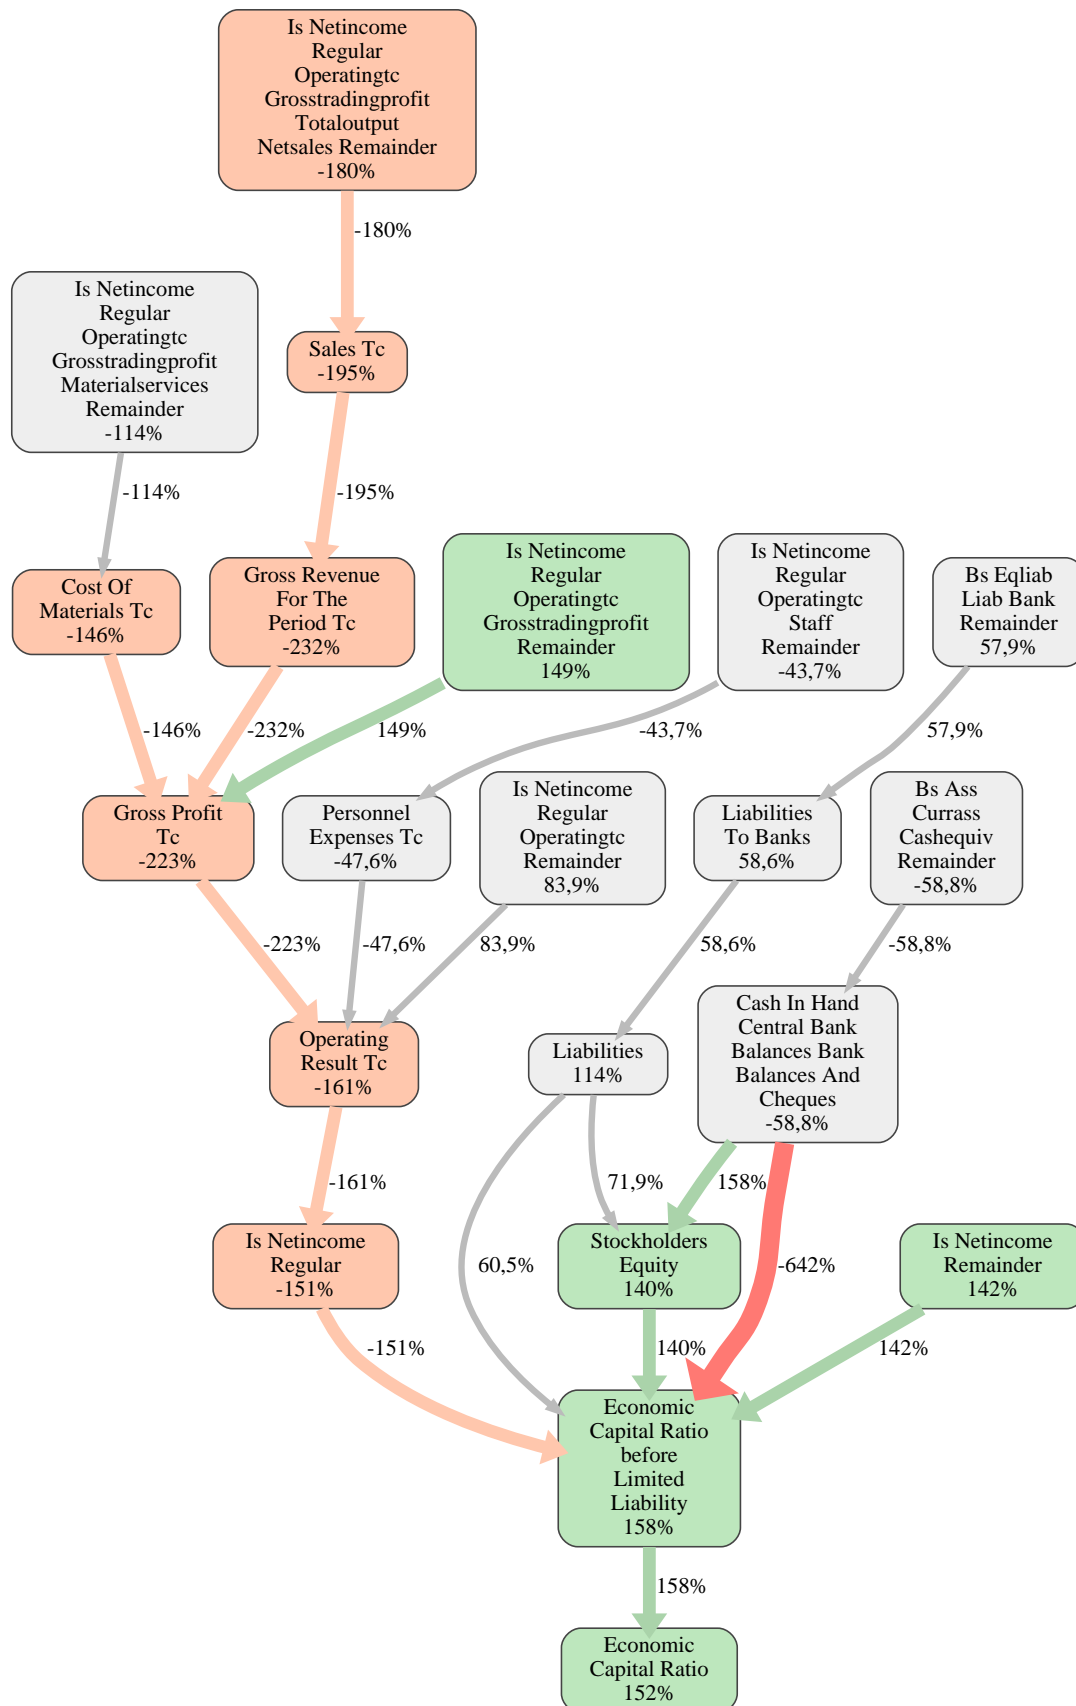 Is Netincome
Regular
Operatingtc
Grosstradingprofit
Totaloutput
Netsales Remainder
-180%
-180%
Is Netincome
Regular
Operatingtc
Grosstradingprofit
Materialservices
Remainder
-114%
Sales Tc
-195%
-114%
-195%
Cost Of
Materials Tc
-146%
Gross Revenue
For The
Period Tc
-232%
Is Netincome
Regular
Operatingtc
Grosstradingprofit
Remainder
149%
Is Netincome
Regular
Operatingtc
Staff
Remainder
-43,7%
Bs Eqliab
Liab Bank
Remainder
57,9%
-146%
-232%
149%
-43,7%
57,9%
Gross Profit
Tc
-223%
Personnel
Expenses Tc
-47,6%
Is Netincome
Regular
Operatingtc
Remainder
83,9%
Liabilities
To Banks
58,6%
Bs Ass
Currass
Cashequiv
Remainder
-58,8%
-223%
-47,6%
83,9%
58,6%
-58,8%
Operating
Result Tc
-161%
Liabilities
114%
Cash In Hand
Central Bank
Balances Bank
Balances And
Cheques
-58,8%
-161%
71,9%
158%
Is Netincome
Regular
-151%
60,5%
Stockholders
Equity
140%
-642%
Is Netincome
Remainder
142%
-151%
140%
142%
Economic
Capital Ratio
before
Limited
Liability
158%
158%
Economic
Capital Ratio
152%